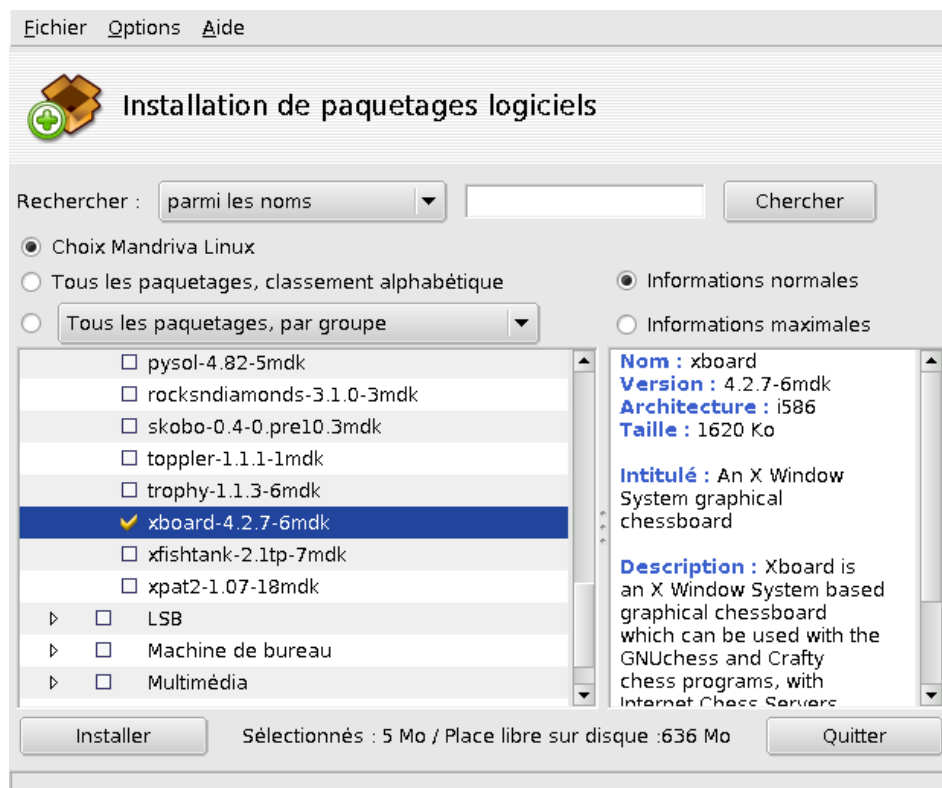 Fichier Options Aide
Installation de paquetages logiciels
Rechercher : parmi les noms Chercher
Choix Mandriva Linux
Tous les paquetages, classement alphabétique
Tous les paquetages, par groupe
Informations normales
Informations maximales
pysol-4.82-5mdk
rocksndiamonds-3.1.0-3mdk
skobo-0.4-0.pre10.3mdk
toppler-1.1.1-1mdk
trophy-1.1.3-6mdk
xboard-4.2.7-6mdk
xfishtank-2.1tp-7mdk
xpat2-1.07-18mdk
LSB
Machine de bureau
Multimédia
Nom : xboard
Version : 4.2.7-6mdk
Architecture : i586
Taille : 1620 Ko
Intitulé : An X Window
System graphical
chessboard
Description : Xboard is
an X Window System based
graphical chessboard
which can be used with the
GNUchess and Crafty
chess programs, with
Internet Chess Servers
Installer Sélectionnés : 5 Mo / Place libre sur disque :636 Mo Quitter